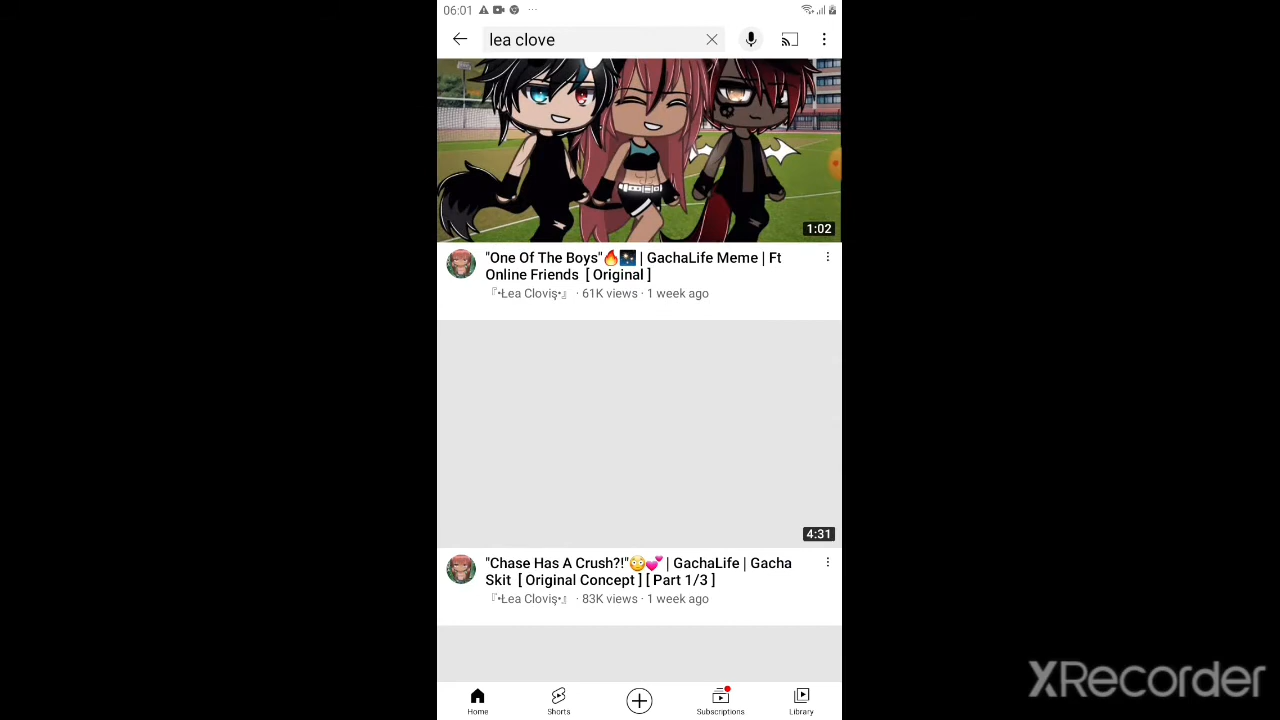 06:01
lea clove
1:02
"One Of The Boys"🔥🎇 | GachaLife Meme | Ft
Online Friends [ Original ]
『•Łea Cloviş•』 · 61K views · 1 week ago
4:31
"Chase Has A Crush?!"😳💕 | GachaLife | Gacha
Skit [ Original Concept ] [ Part 1/3 ]
『•Łea Cloviş•』 · 83K views · 1 week ago
Home
Shorts
Subscriptions
Library
XRecorder